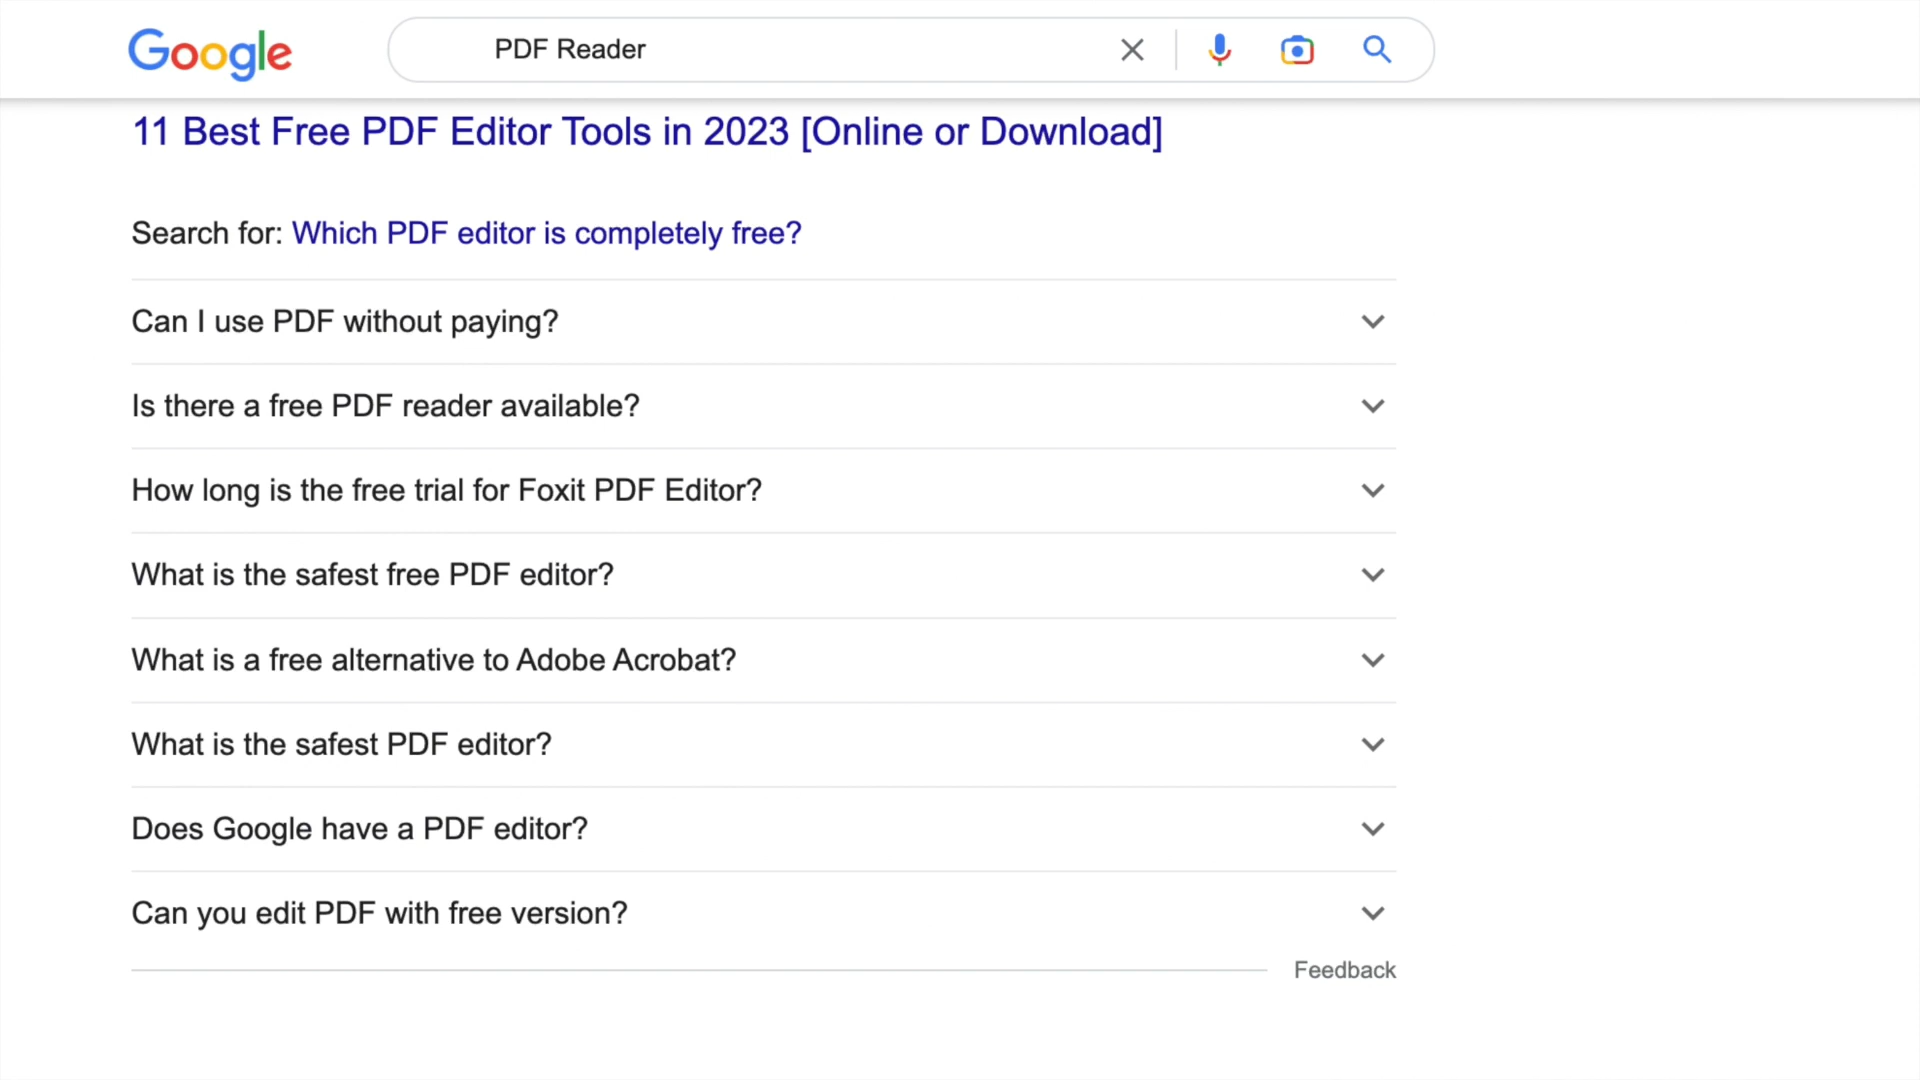 Google
PDF Reader
11 Best Free PDF Editor Tools in 2023 [Online or Download]
Search for: Which PDF editor is completely free?
Can I use PDF without paying?
Is there a free PDF reader available?
How long is the free trial for Foxit PDF Editor?
What is the safest free PDF editor?
What is a free alternative to Adobe Acrobat?
What is the safest PDF editor?
Does Google have a PDF editor?
Can you edit PDF with free version?
Feedback